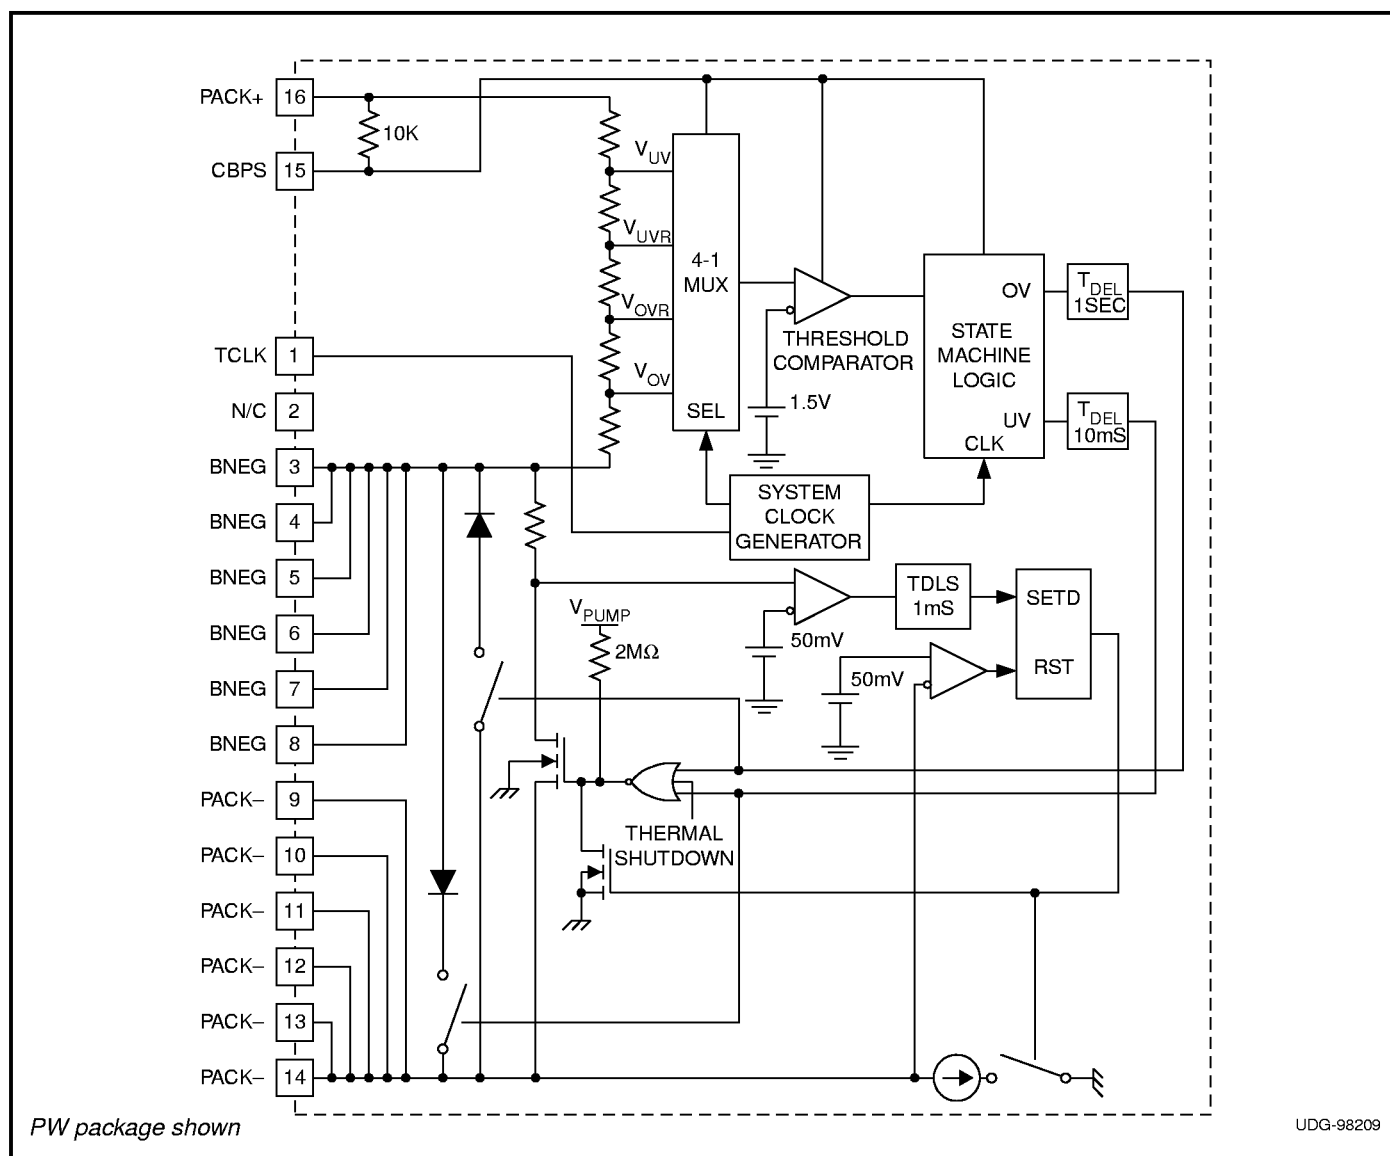 PACK+ 16
10K
CBPS 15
VUV
VUVR
VOVR
VOV
4-1
MUX
SEL
THRESHOLD
COMPARATOR
1.5V
OV
STATE
MACHINE
LOGIC
UV
CLK
TDEL
1SEC
TDEL
10mS
TCLK 1
N/C 2
BNEG 3
BNEG 4
BNEG 5
BNEG 6
BNEG 7
BNEG 8
PACK– 9
PACK– 10
PACK– 11
PACK– 12
PACK– 13
PACK– 14
SYSTEM
CLOCK
GENERATOR
VPUMP
2MΩ
50mV
TDLS
1mS
SETD
RST
50mV
THERMAL
SHUTDOWN
PW package shown
UDG-98209